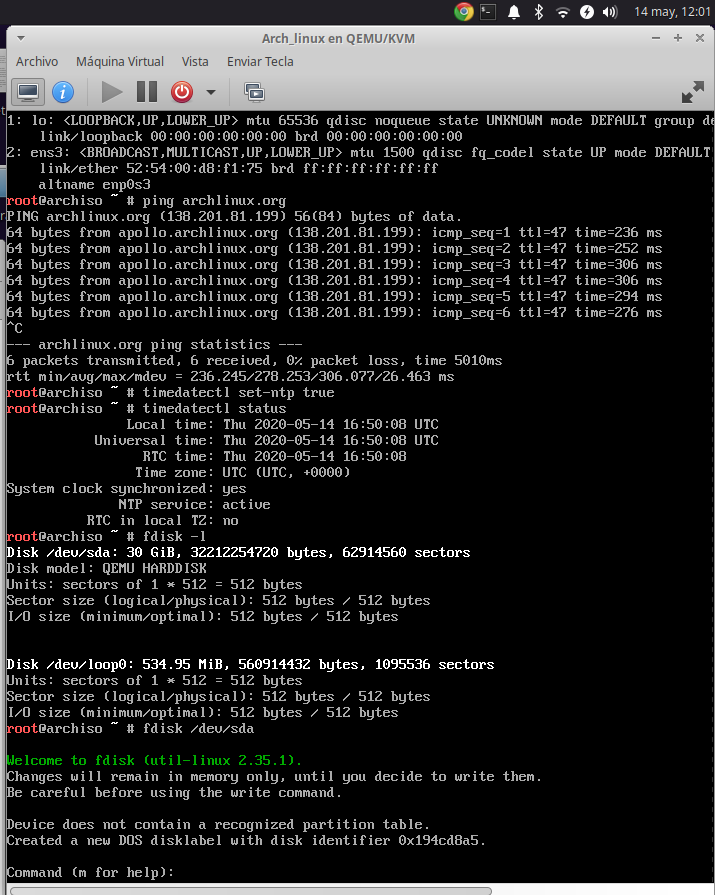 14 may, 12:01
Arch_linux en QEMU/KVM
Archivo Máquina Virtual Vista Enviar Tecla
1: lo: <LOOPBACK,UP,LOWER_UP> mtu 65536 qdisc noqueue state UNKNOWN mode DEFAULT group de
    link/loopback 00:00:00:00:00:00 brd 00:00:00:00:00:00
2: ens3: <BROADCAST,MULTICAST,UP,LOWER_UP> mtu 1500 qdisc fq_codel state UP mode DEFAULT
    link/ether 52:54:00:d8:f1:75 brd ff:ff:ff:ff:ff:ff
    altname enp0s3
root@archiso ~ # ping archlinux.org
PING archlinux.org (138.201.81.199) 56(84) bytes of data.
64 bytes from apollo.archlinux.org (138.201.81.199): icmp_seq=1 ttl=47 time=236 ms
64 bytes from apollo.archlinux.org (138.201.81.199): icmp_seq=2 ttl=47 time=252 ms
64 bytes from apollo.archlinux.org (138.201.81.199): icmp_seq=3 ttl=47 time=306 ms
64 bytes from apollo.archlinux.org (138.201.81.199): icmp_seq=4 ttl=47 time=306 ms
64 bytes from apollo.archlinux.org (138.201.81.199): icmp_seq=5 ttl=47 time=294 ms
64 bytes from apollo.archlinux.org (138.201.81.199): icmp_seq=6 ttl=47 time=276 ms
^C
--- archlinux.org ping statistics ---
6 packets transmitted, 6 received, 0% packet loss, time 5010ms
rtt min/avg/max/mdev = 236.245/278.253/306.077/26.463 ms
root@archiso ~ # timedatectl set-ntp true
root@archiso ~ # timedatectl status
               Local time: Thu 2020-05-14 16:50:08 UTC
           Universal time: Thu 2020-05-14 16:50:08 UTC
                 RTC time: Thu 2020-05-14 16:50:08
                Time zone: UTC (UTC, +0000)
System clock synchronized: yes
              NTP service: active
          RTC in local TZ: no
root@archiso ~ # fdisk -l
Disk /dev/sda: 30 GiB, 32212254720 bytes, 62914560 sectors
Disk model: QEMU HARDDISK
Units: sectors of 1 * 512 = 512 bytes
Sector size (logical/physical): 512 bytes / 512 bytes
I/O size (minimum/optimal): 512 bytes / 512 bytes
Disk /dev/loop0: 534.95 MiB, 560914432 bytes, 1095536 sectors
Units: sectors of 1 * 512 = 512 bytes
Sector size (logical/physical): 512 bytes / 512 bytes
I/O size (minimum/optimal): 512 bytes / 512 bytes
root@archiso ~ # fdisk /dev/sda
Welcome to fdisk (util-linux 2.35.1).
Changes will remain in memory only, until you decide to write them.
Be careful before using the write command.
Device does not contain a recognized partition table.
Created a new DOS disklabel with disk identifier 0x194cd8a5.
Command (m for help):